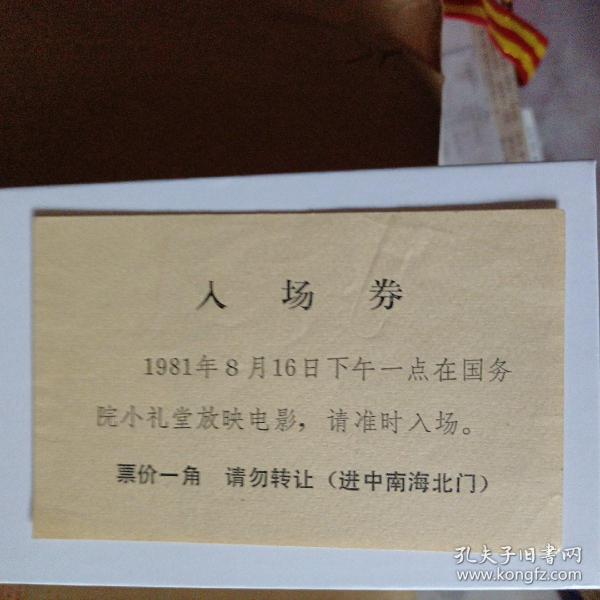 入 场 券
1981年8月16日下午一点在国务
院小礼堂放映电影，请准时入场。
票价一角 请勿转让（进中南海北门）
孔夫子旧书网
www.kongfz.com